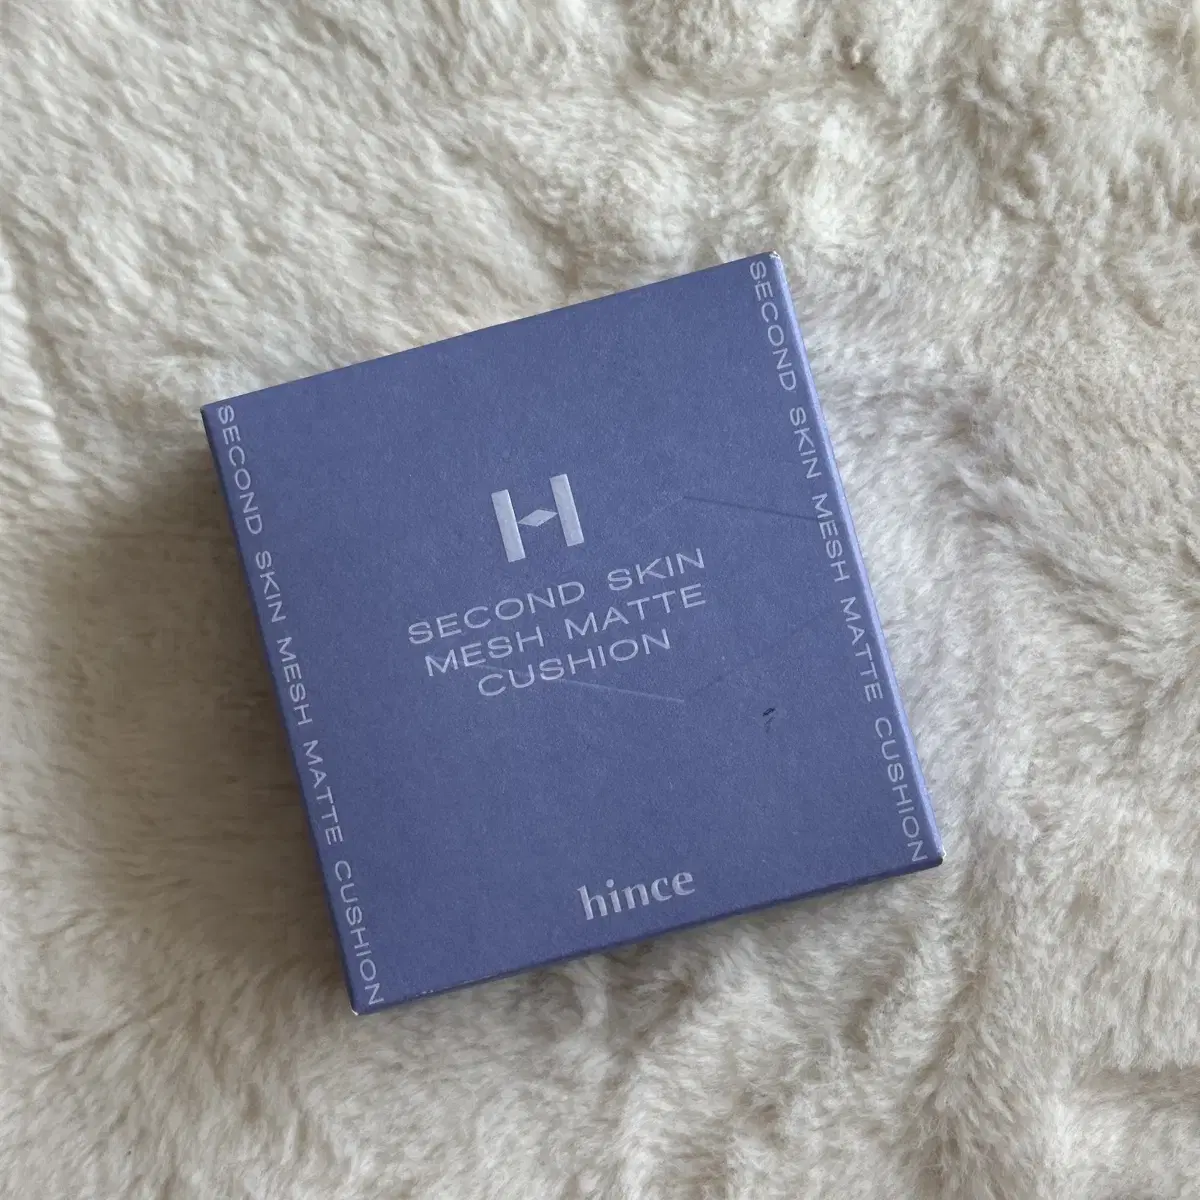 H
SECOND SKIN
MESH MATTE
CUSHION
hince
SECOND SKIN MESH MATTE CUSHION
SECOND SKIN MESH MATTE CUSHION